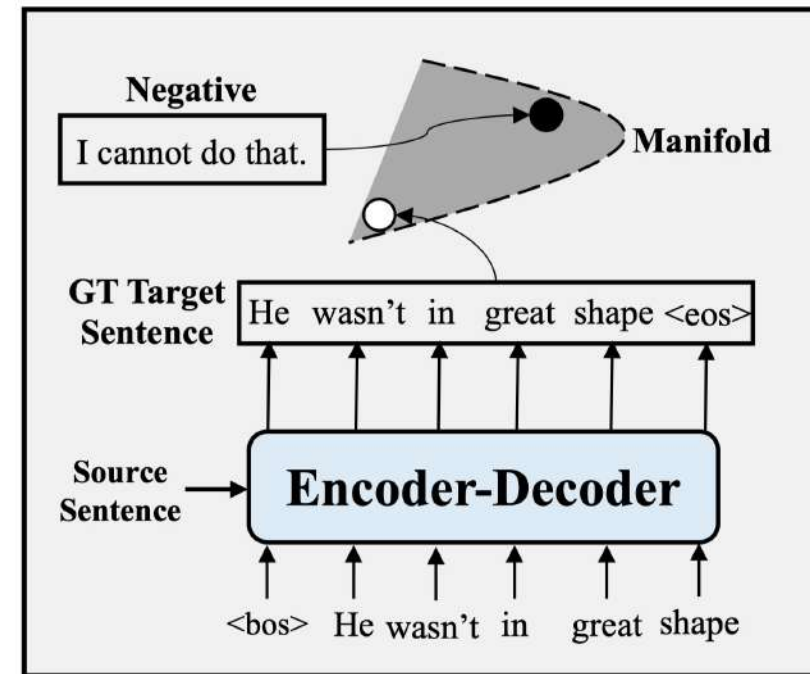 Negative
I cannot do that.
Manifold
GT Target
Sentence
He wasn’t in great shape <eos>
Source
Sentence
Encoder-Decoder
<bos> He wasn’t in great shape